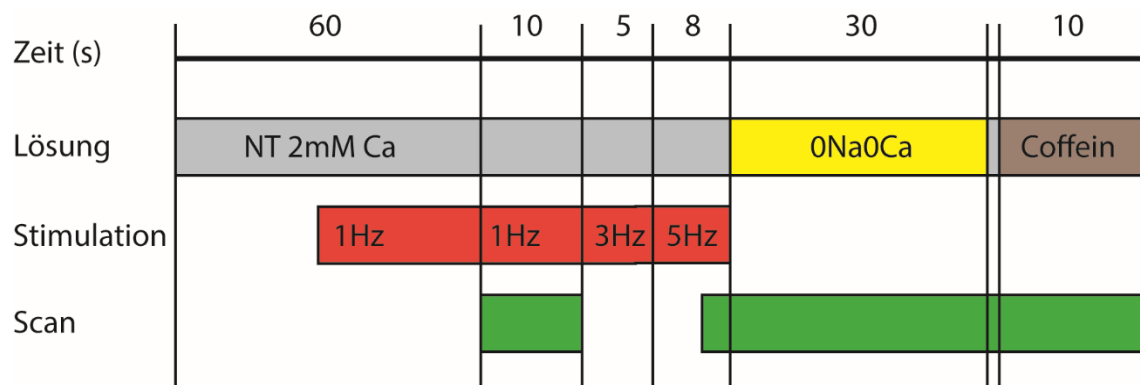 60 10 5 8 30 10
Zeit (s)
Lösung NT 2mM Ca 0Na0Ca Coffein
Stimulation 1Hz 1Hz 3Hz 5Hz
Scan